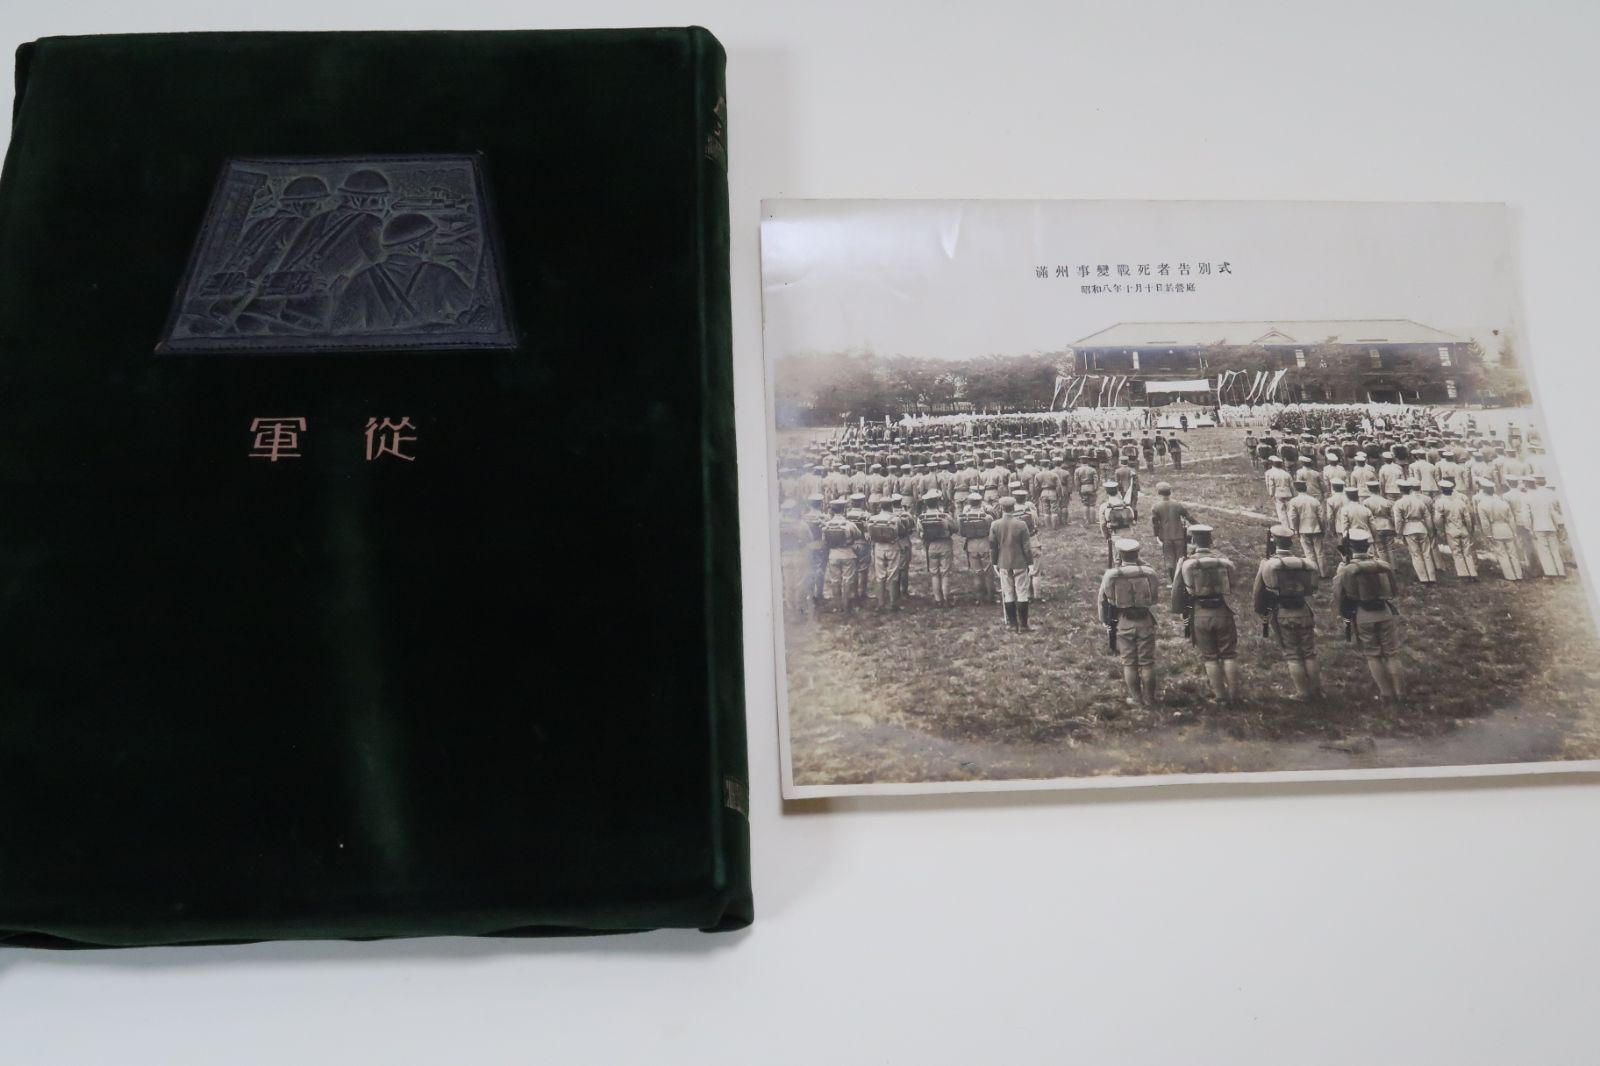 軍從
滿州事變戰死者告別式
昭和八年十月十日於營庭